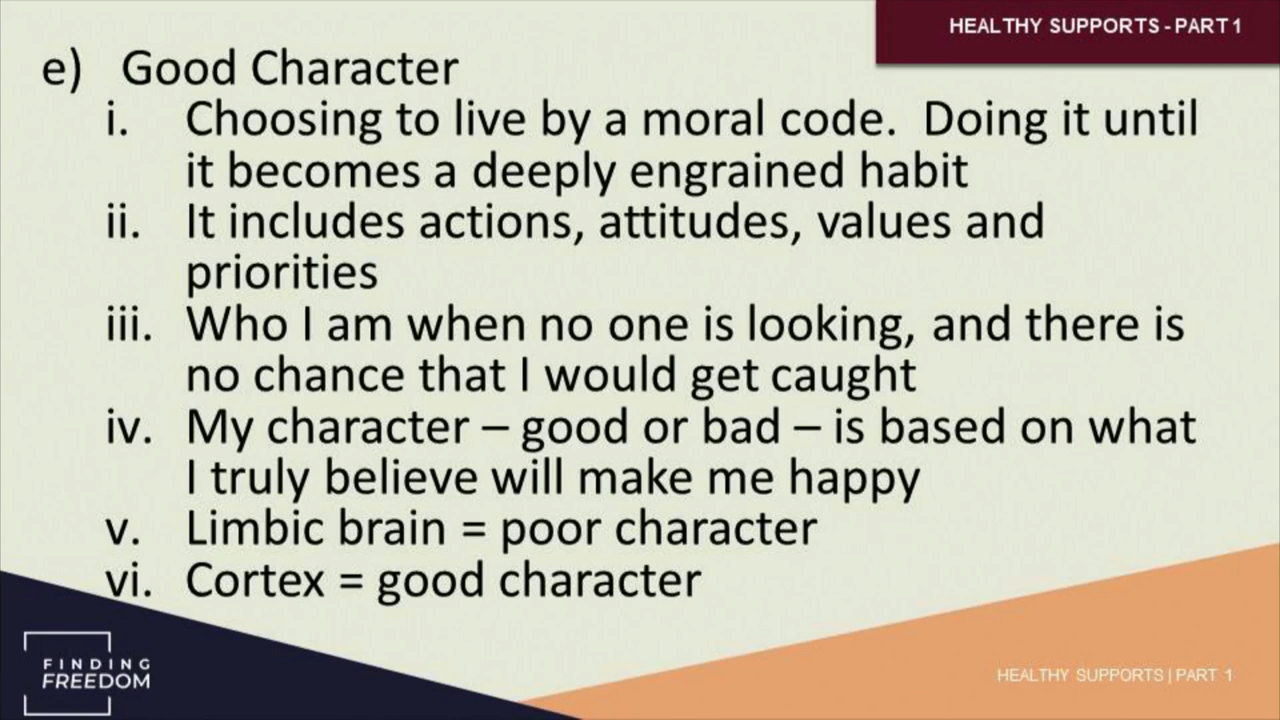 HEALTHY SUPPORTS - PART 1
e) Good Character
i. Choosing to live by a moral code. Doing it until
it becomes a deeply engrained habit
ii. It includes actions, attitudes, values and
priorities
iii. Who I am when no one is looking, and there is
no chance that I would get caught
iv. My character – good or bad – is based on what
I truly believe will make me happy
v. Limbic brain = poor character
vi. Cortex = good character
FINDING
FREEDOM
HEALTHY SUPPORTS | PART 1